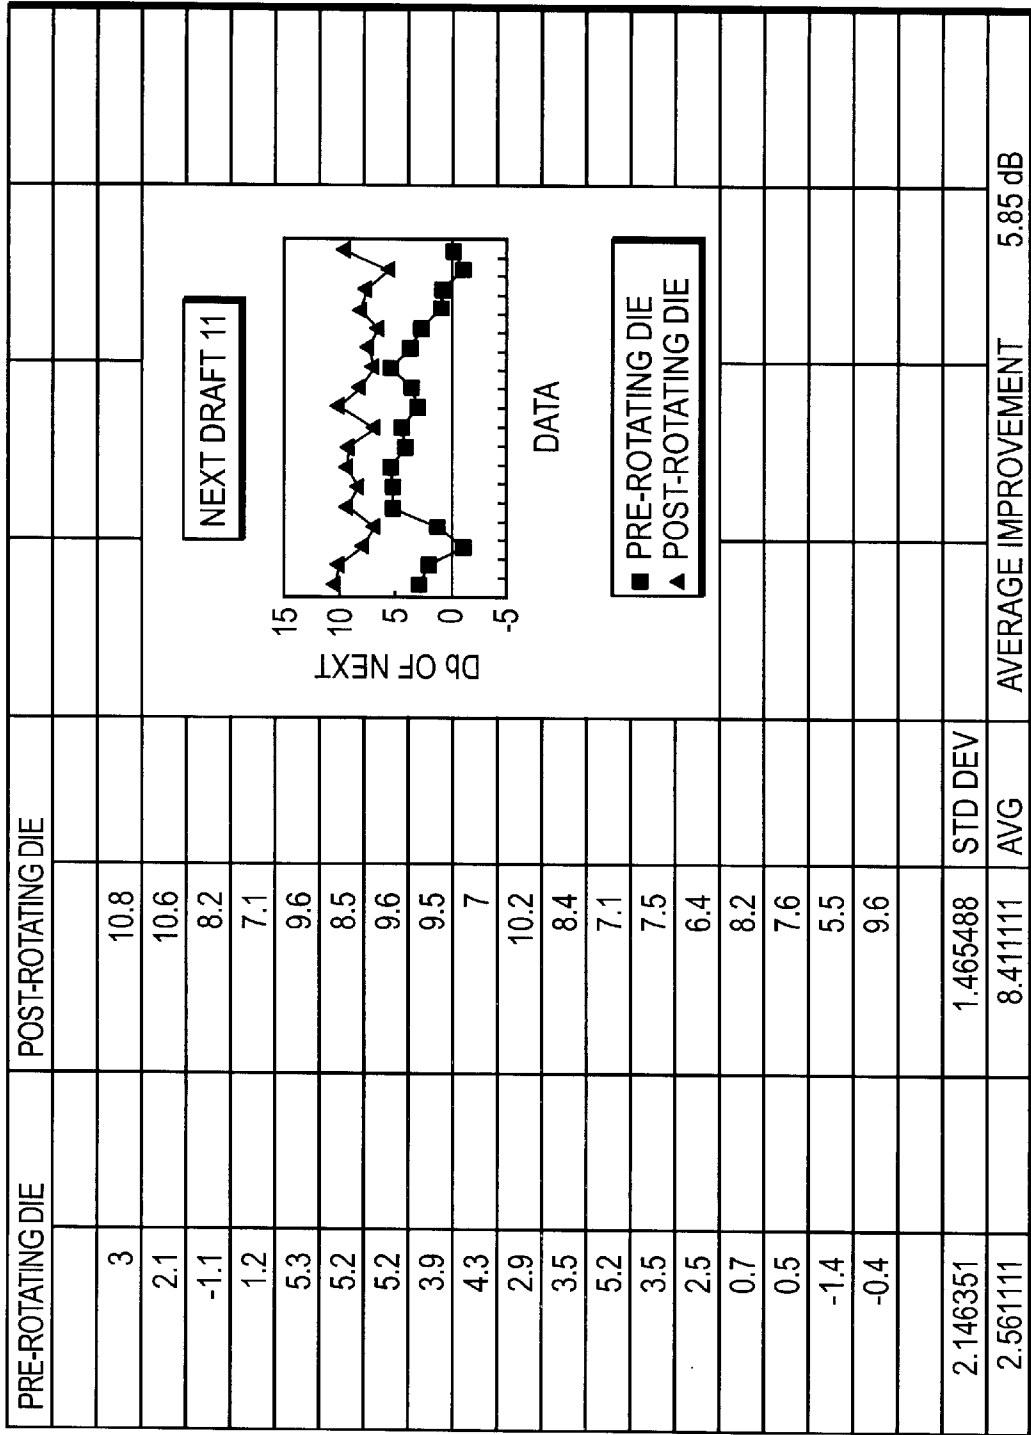 PRE-ROTATING DIE POST-ROTATING DIE
3 10.8
2.1 10.6
-1.1 8.2
1.2 7.1
5.3 9.6
5.2 8.5
5.2 9.6
3.9 9.5
4.3 7
2.9 10.2
3.5 8.4
5.2 7.1
3.5 7.5
2.5 6.4
0.7 8.2
0.5 7.6
-1.4 5.5
-0.4 9.6
2.146351 1.465488 STD DEV
2.561111 8.411111 AVG AVERAGE IMPROVEMENT 5.85 dB
NEXT DRAFT 11
Db OF NEXT
15
10
5
0
-5
DATA
■ PRE-ROTATING DIE
▲ POST-ROTATING DIE